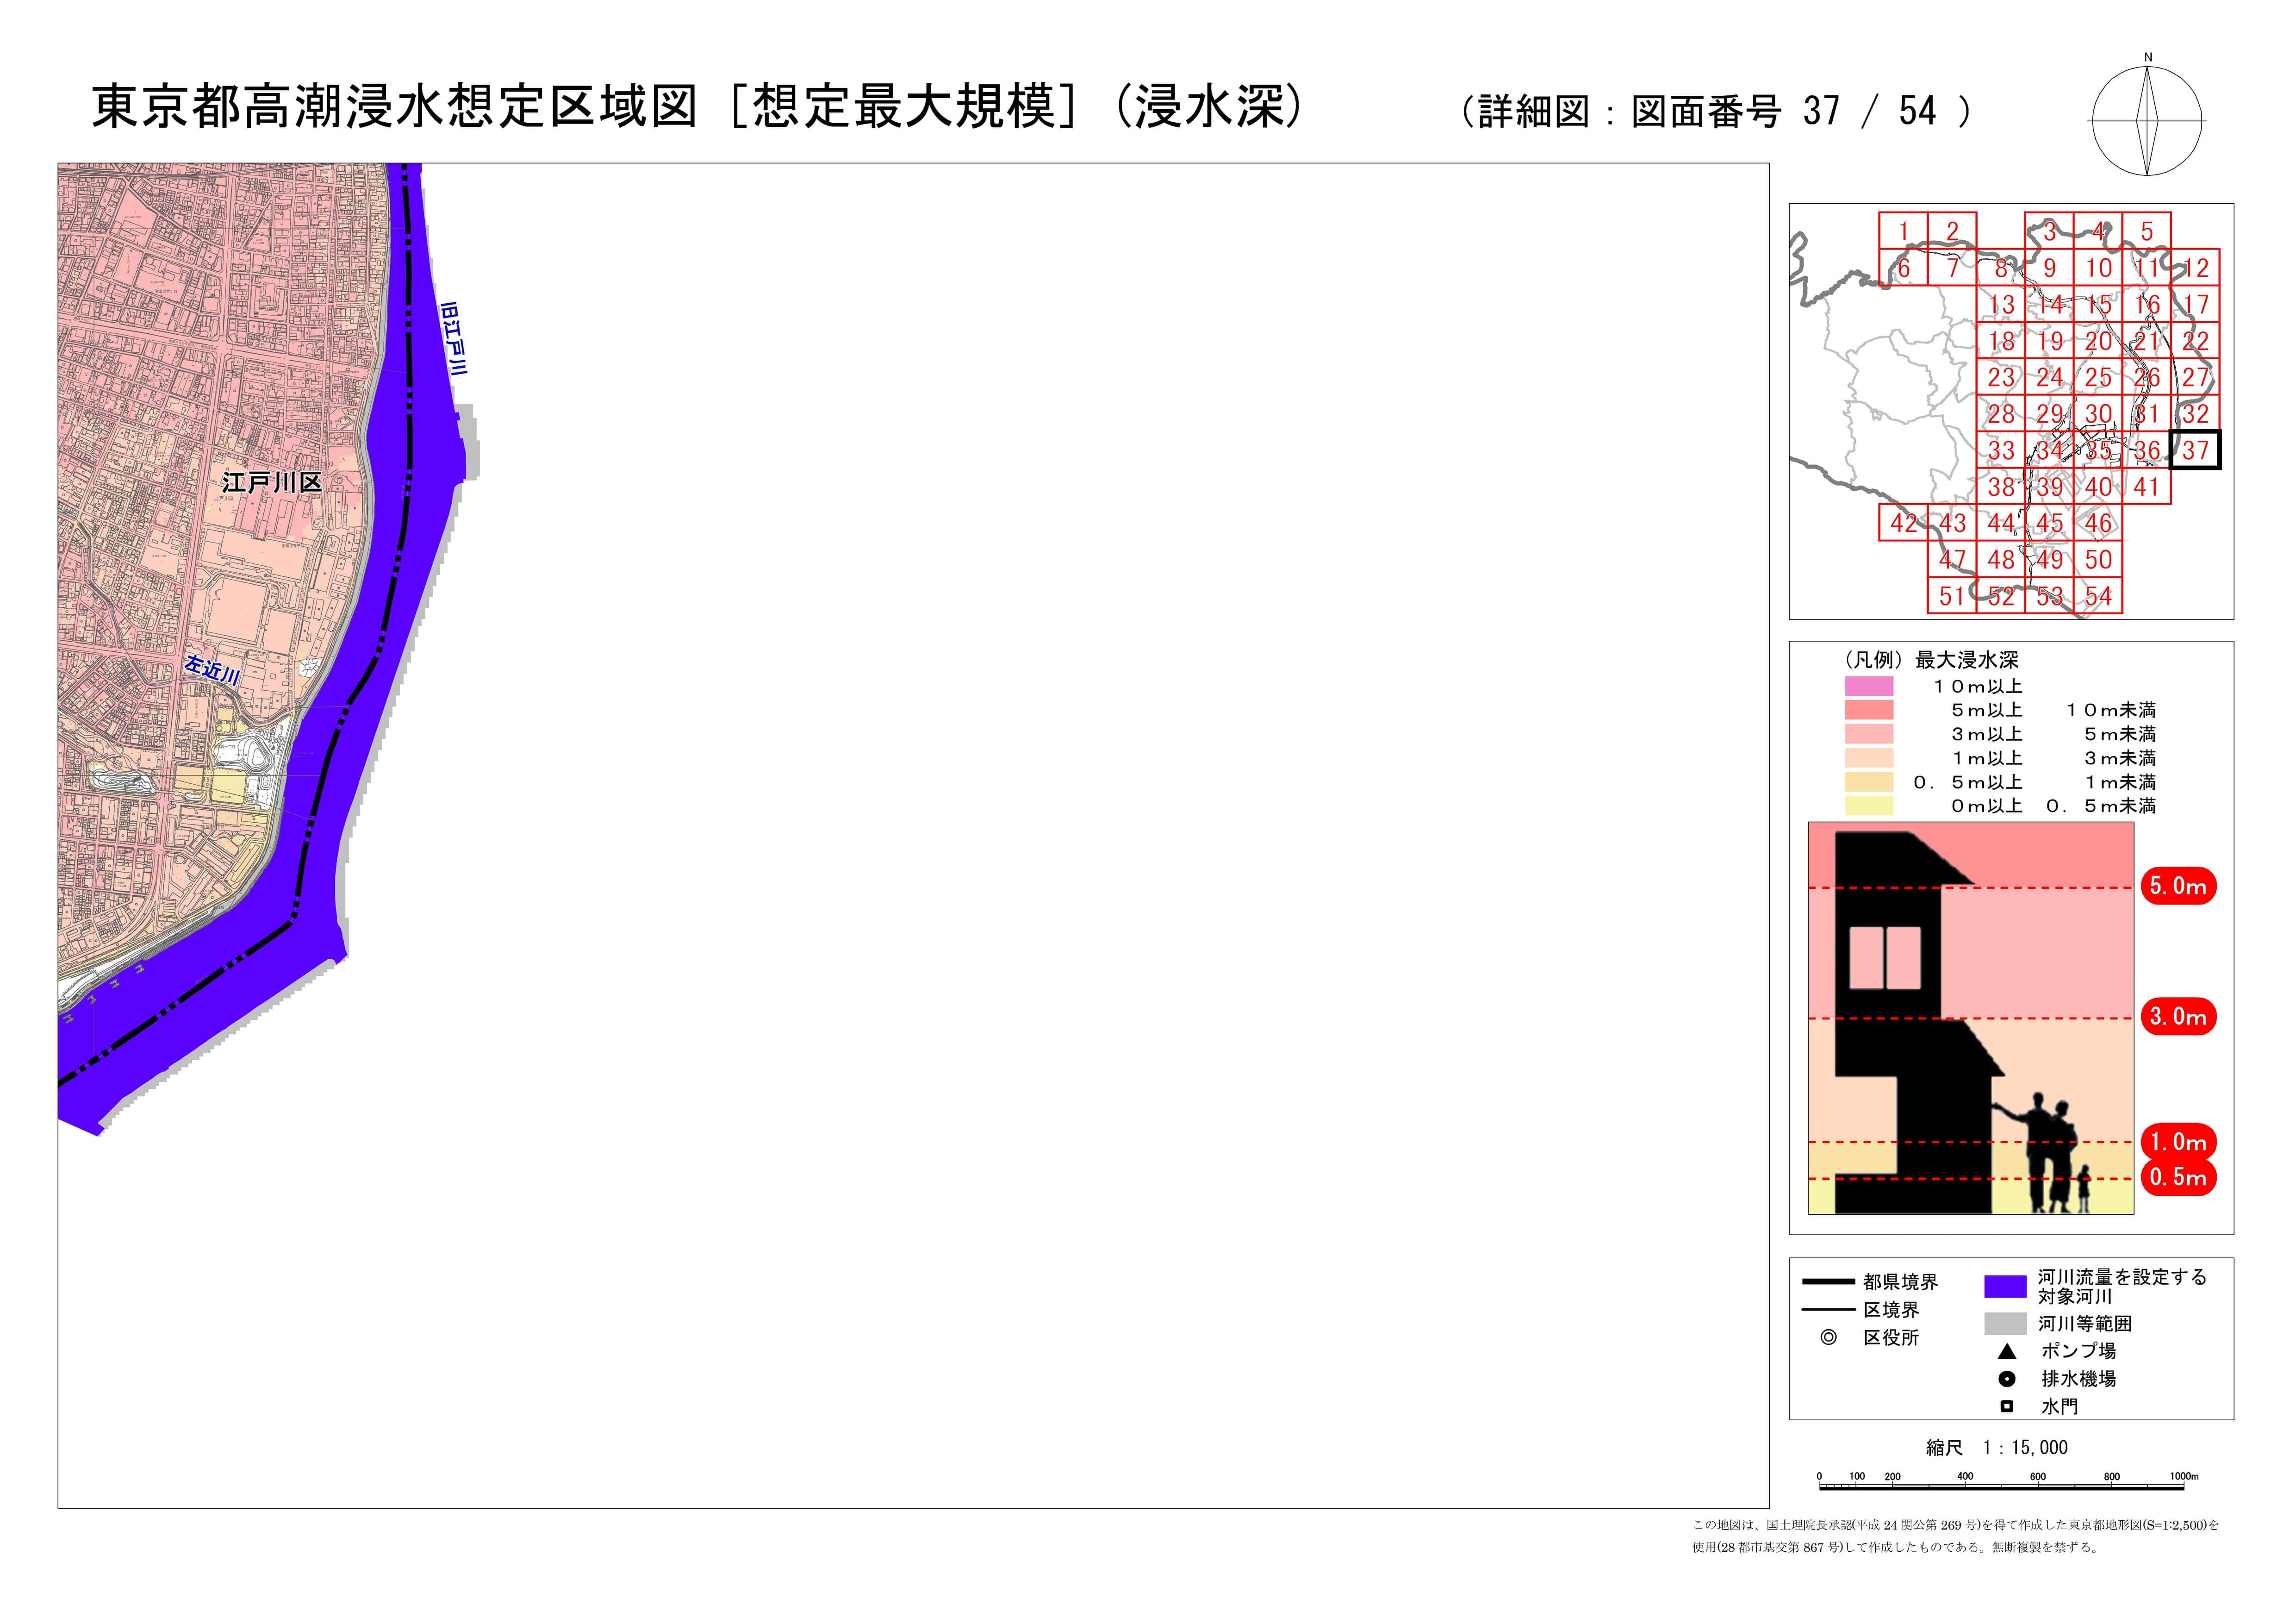 東京都高潮浸水想定区域図［想定最大規模］（浸水深）
（詳細図：図面番号 37 / 54 ）
N
旧江戸川
江戸川区
左近川
1 2 3 4 5
6 7 8 9 10 11 12
13 14 15 16 17
18 19 20 21 22
23 24 25 26 27
28 29 30 31 32
33 34 35 36 37
38 39 40 41
42 43 44 45 46
47 48 49 50
51 52 53 54
（凡例）最大浸水深
１０ｍ以上
５ｍ以上 １０ｍ未満
３ｍ以上 ５ｍ未満
１ｍ以上 ３ｍ未満
０．５ｍ以上 １ｍ未満
０ｍ以上 ０．５ｍ未満
5.0m
3.0m
1.0m
0.5m
都県境界
区境界
区役所
河川流量を設定する
対象河川
河川等範囲
ポンプ場
排水機場
水門
縮尺 1：15,000
0 100 200 400 600 800 1000m
この地図は、国土理院長承認(平成 24 関公第 269 号)を得て作成した東京都地形図(S=1:2,500)を
使用(28 都市基交第 867 号)して作成したものである。無断複製を禁ずる。